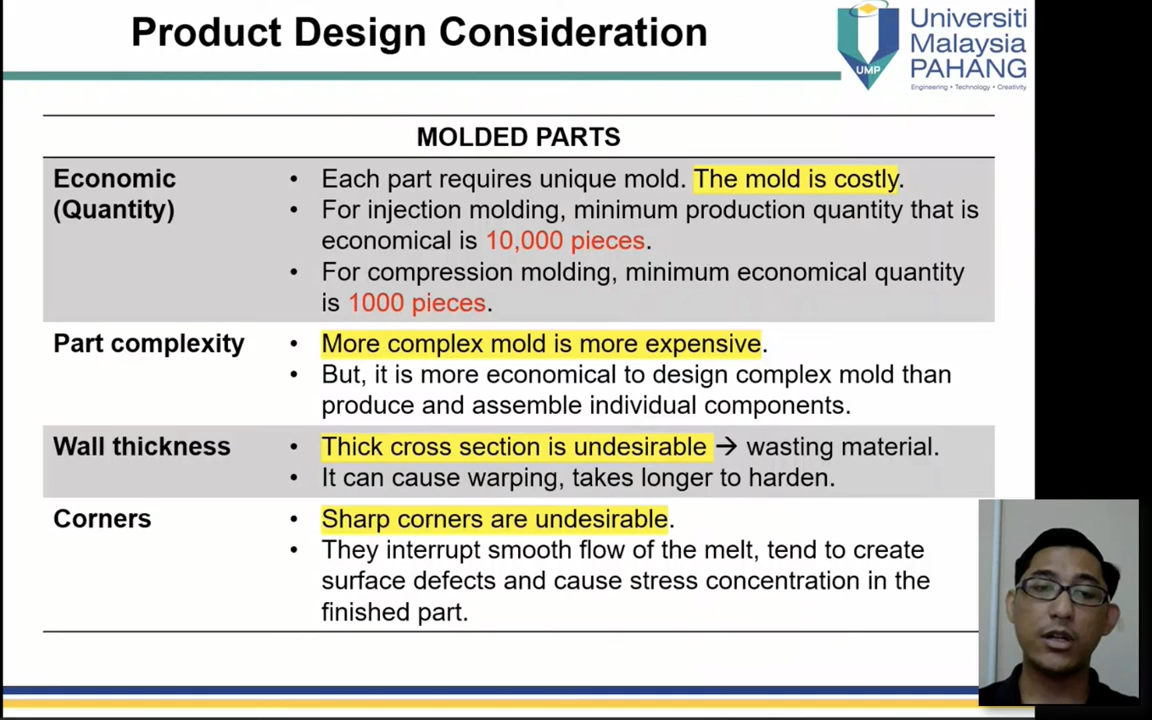 Product Design Consideration
Universiti
Malaysia
PAHANG
Engineering • Technology • Creativity
UMP
MOLDED PARTS
Economic
(Quantity)
• Each part requires unique mold. The mold is costly.
• For injection molding, minimum production quantity that is
economical is 10,000 pieces.
• For compression molding, minimum economical quantity
is 1000 pieces.
Part complexity
• More complex mold is more expensive.
• But, it is more economical to design complex mold than
produce and assemble individual components.
Wall thickness
• Thick cross section is undesirable → wasting material.
• It can cause warping, takes longer to harden.
Corners
• Sharp corners are undesirable.
• They interrupt smooth flow of the melt, tend to create
surface defects and cause stress concentration in the
finished part.